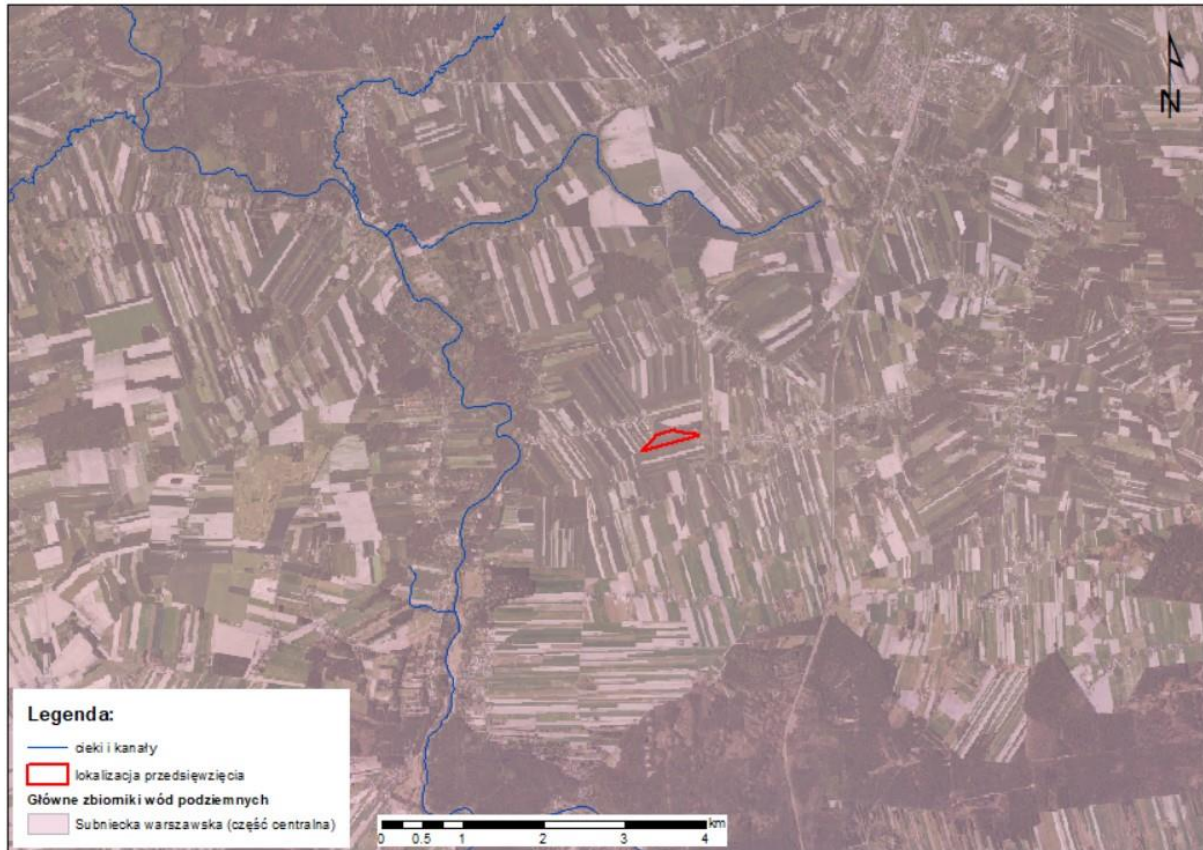 N
Legenda:
cieki i kanały
lokalizacja przedsięwzięcia
Główne zbiorniki wód podziemnych
Subniecka warszawska (część centralna)
km
0 0.5 1 2 3 4